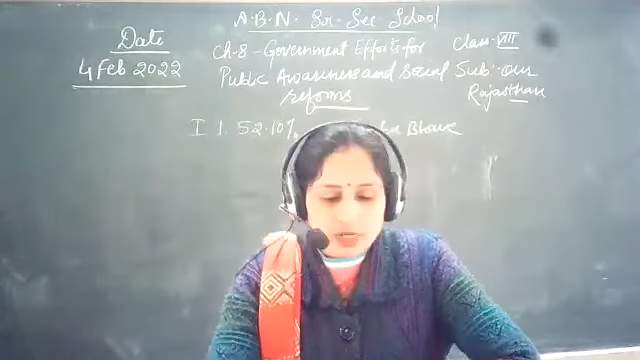 A.B.N. Sr. Sec School
Date
4 Feb 2022
Ch-8 - Government Efforts for
Public Awareness and Social
Reforms
Class-VIII
Sub:-Our
Rajasthan
I 1. 52.10% Bhave